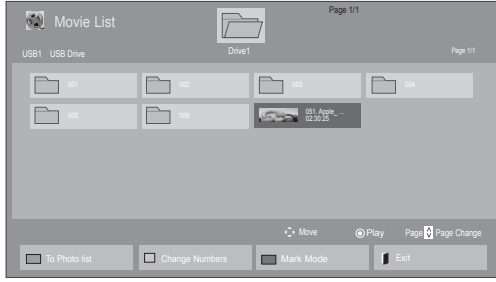 Page 1/1
Movie List
Drive1
USB1 USB Drive
Page 1/1
001
002
003
004
005
006
051. Apple_ ...
02:30:25
Move
Play
Page
Page Change
To Photo list
Change Numbers
Mark Mode
Exit